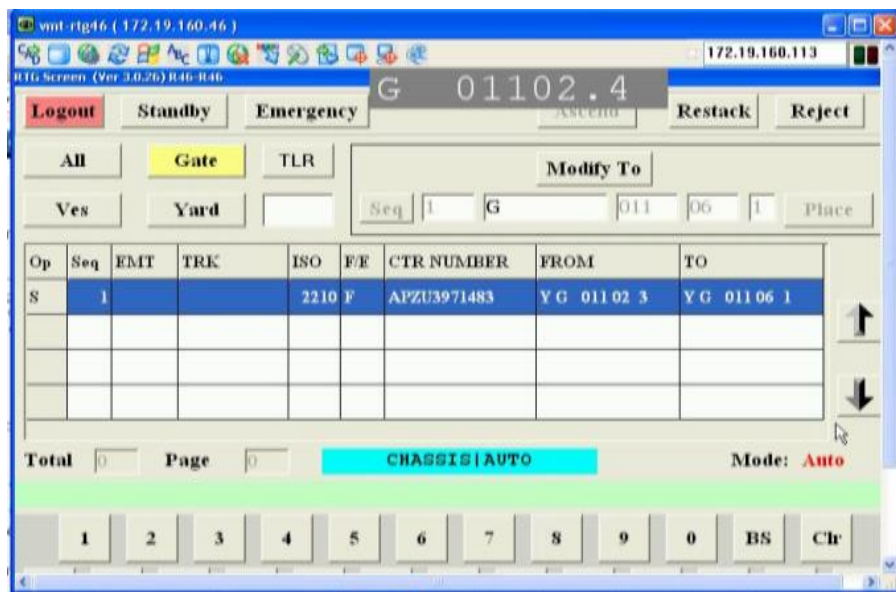 vmt-rtg46 ( 172.19.160.46 )
172.19.160.113
RTG Screen (Ver 3.0.26) R46-R46
G 01102.4
Logout Standby Emergency Ascend Restack Reject
All Gate TLR Modify To
Ves Yard Seq 1 G 011 06 1 Place
Op Seq EMT TRK ISO F/E CTR NUMBER FROM TO
S 1 2210 F APZU3971483 Y G 011 02 3 Y G 011 06 1
Total 0 Page 0 CHASSIS|AUTO Mode: Auto
1 2 3 4 5 6 7 8 9 0 BS Clr